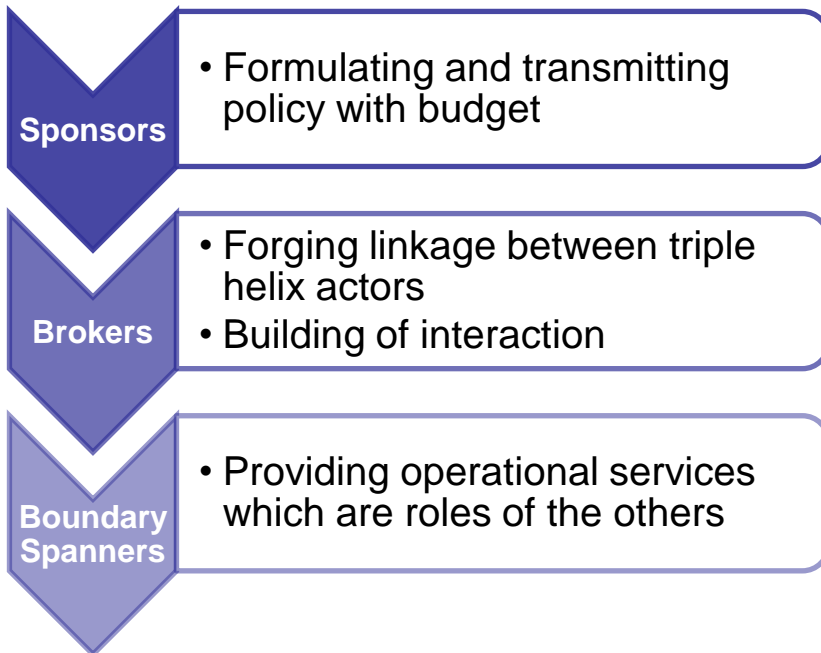 Sponsors
• Formulating and transmitting
policy with budget
Brokers
• Forging linkage between triple
helix actors
• Building of interaction
Boundary
Spanners
• Providing operational services
which are roles of the others